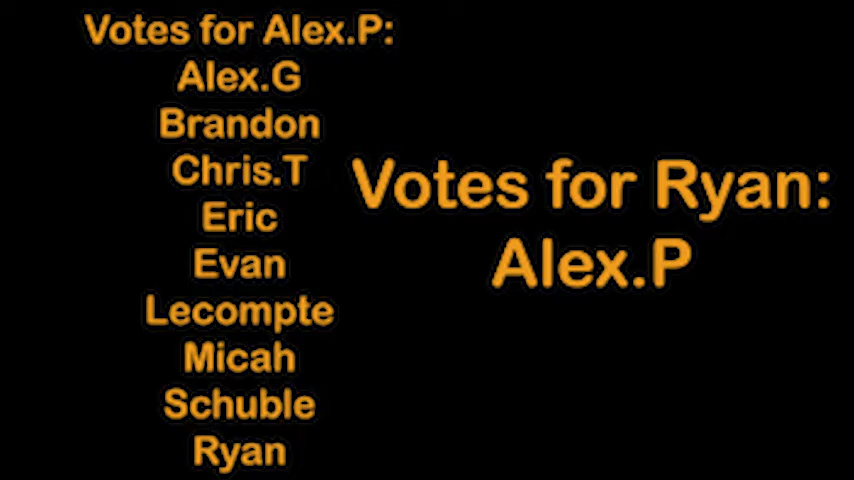 Votes for Alex.P:
Alex.G
Brandon
Chris.T
Eric
Evan
Lecompte
Micah
Schuble
Ryan
Votes for Ryan:
Alex.P